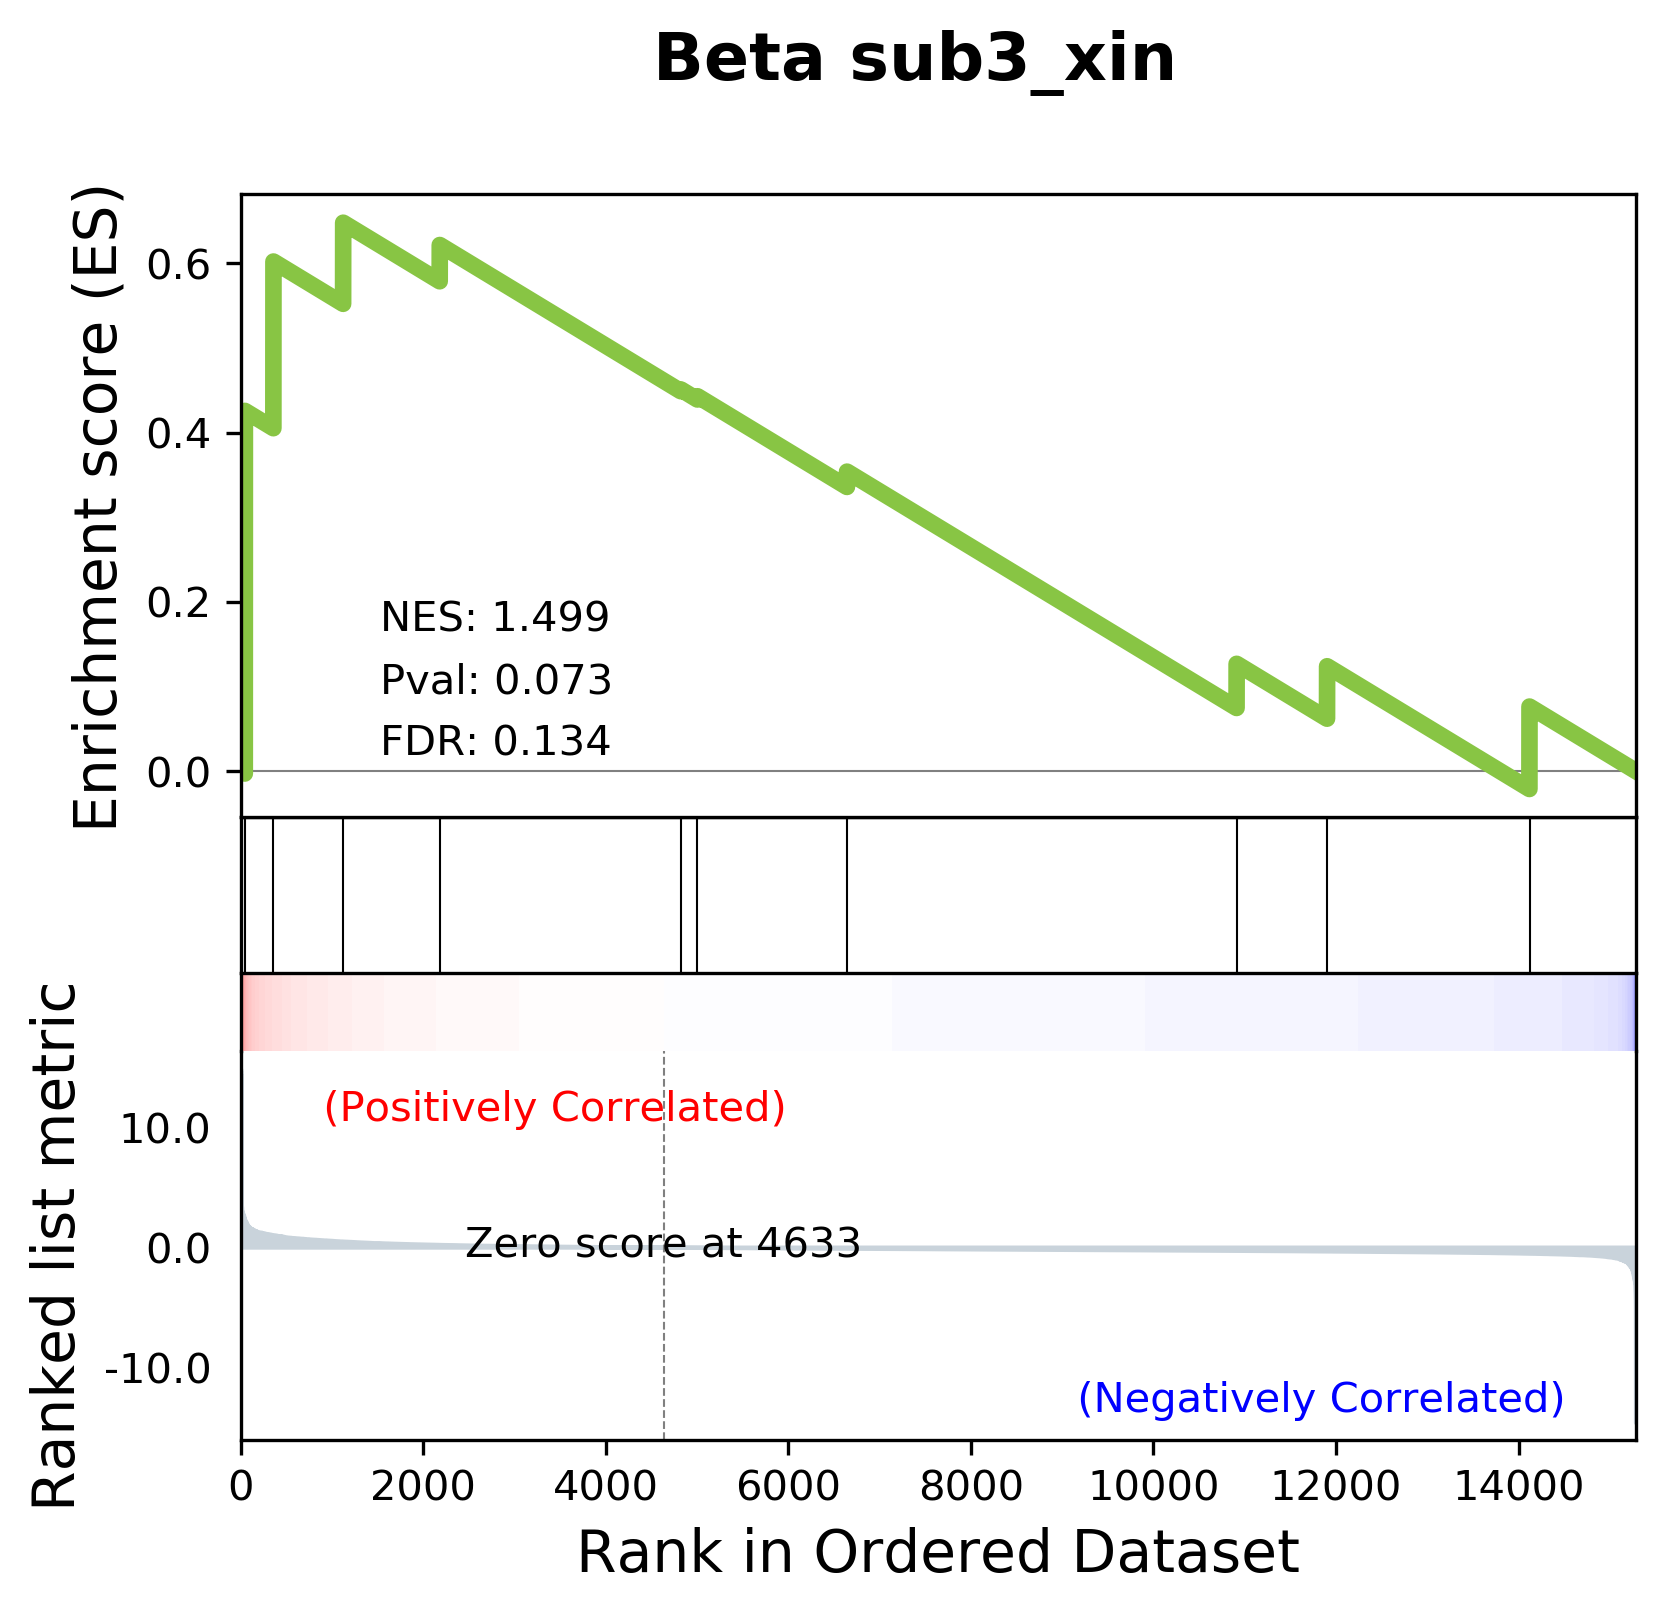 Beta sub3_xin
Enrichment score (ES)
0.6
0.4
0.2
0.0
NES: 1.499
Pval: 0.073
FDR: 0.134
Ranked list metric
10.0
0.0
-10.0
(Positively Correlated)
Zero score at 4633
(Negatively Correlated)
0 2000 4000 6000 8000 10000 12000 14000
Rank in Ordered Dataset